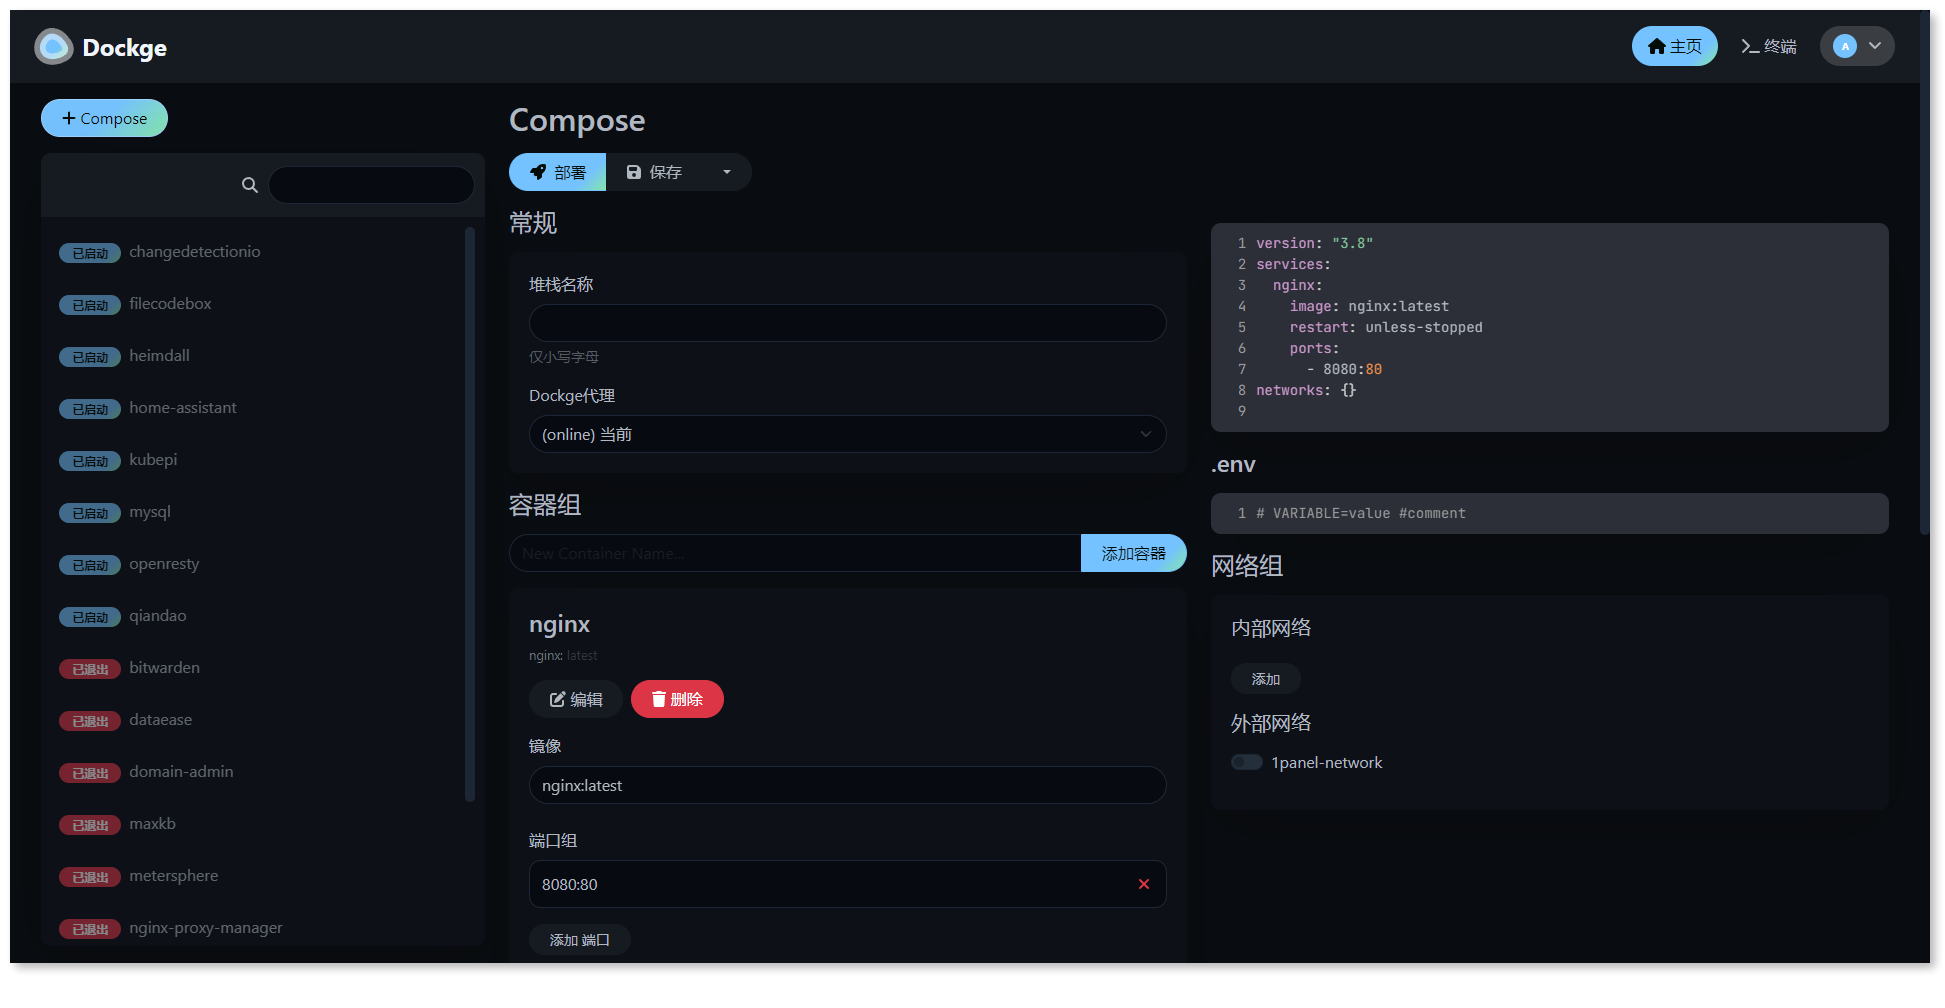 Dockge
主页
终端
A
Compose
已启动 changedetectionio
已启动 filecodebox
已启动 heimdall
已启动 home-assistant
已启动 kubepi
已启动 mysql
已启动 openresty
已启动 qiandao
已退出 bitwarden
已退出 dataease
已退出 domain-admin
已退出 maxkb
已退出 metersphere
已退出 nginx-proxy-manager
Compose
部署 保存
常规
堆栈名称
仅小写字母
Dockge代理
(online) 当前
容器组
New Container Name...
添加容器
nginx
nginx: latest
编辑 删除
镜像
nginx:latest
端口组
8080:80
添加 端口
1 version: "3.8"
2 services:
3 nginx:
4 image: nginx:latest
5 restart: unless-stopped
6 ports:
7 - 8080:80
8 networks: {}
9
.env
1 # VARIABLE=value #comment
网络组
内部网络
添加
外部网络
1panel-network